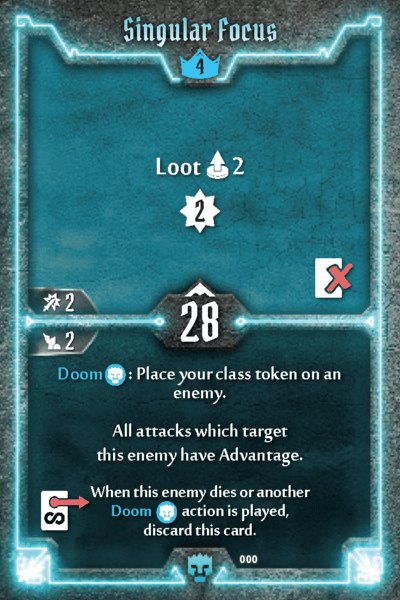 Singular Focus
4
Loot 2
2
2
28
2
Doom : Place your class token on an
enemy.
All attacks which target
this enemy have Advantage.
When this enemy dies or another
Doom action is played,
discard this card.
000